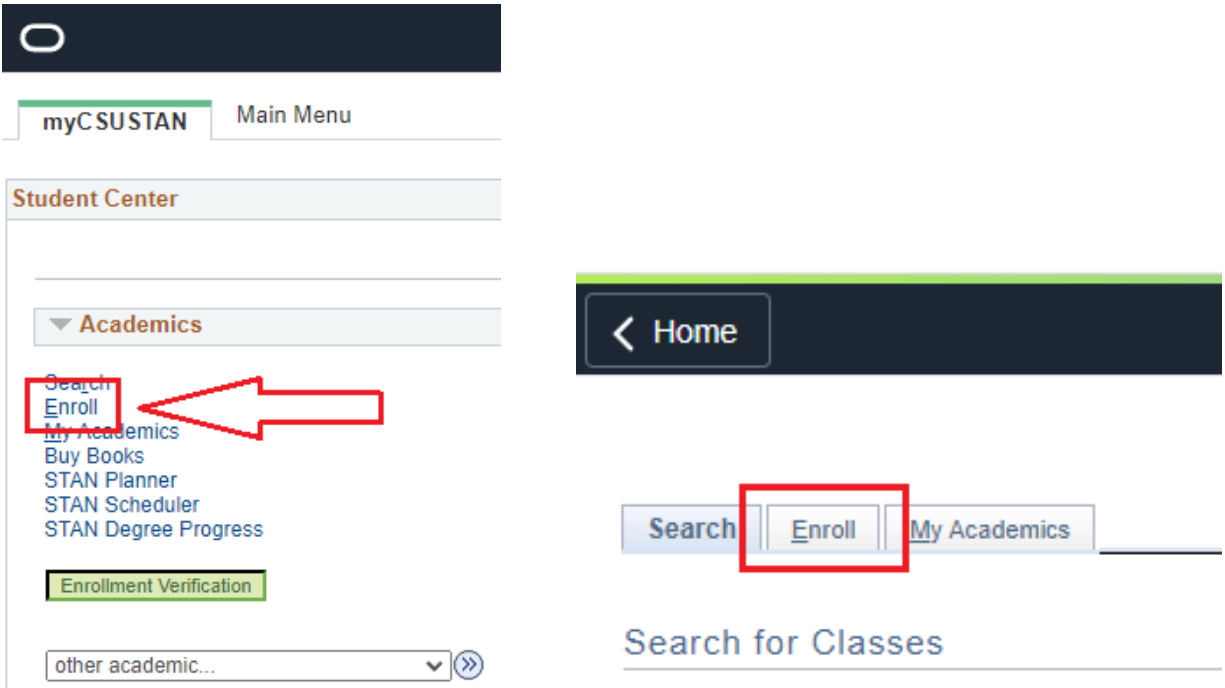 myCSUSTAN Main Menu
Student Center
Academics
Search
Enroll
My Academics
Buy Books
STAN Planner
STAN Scheduler
STAN Degree Progress
Enrollment Verification
other academic...
Home
Search Enroll My Academics
Search for Classes